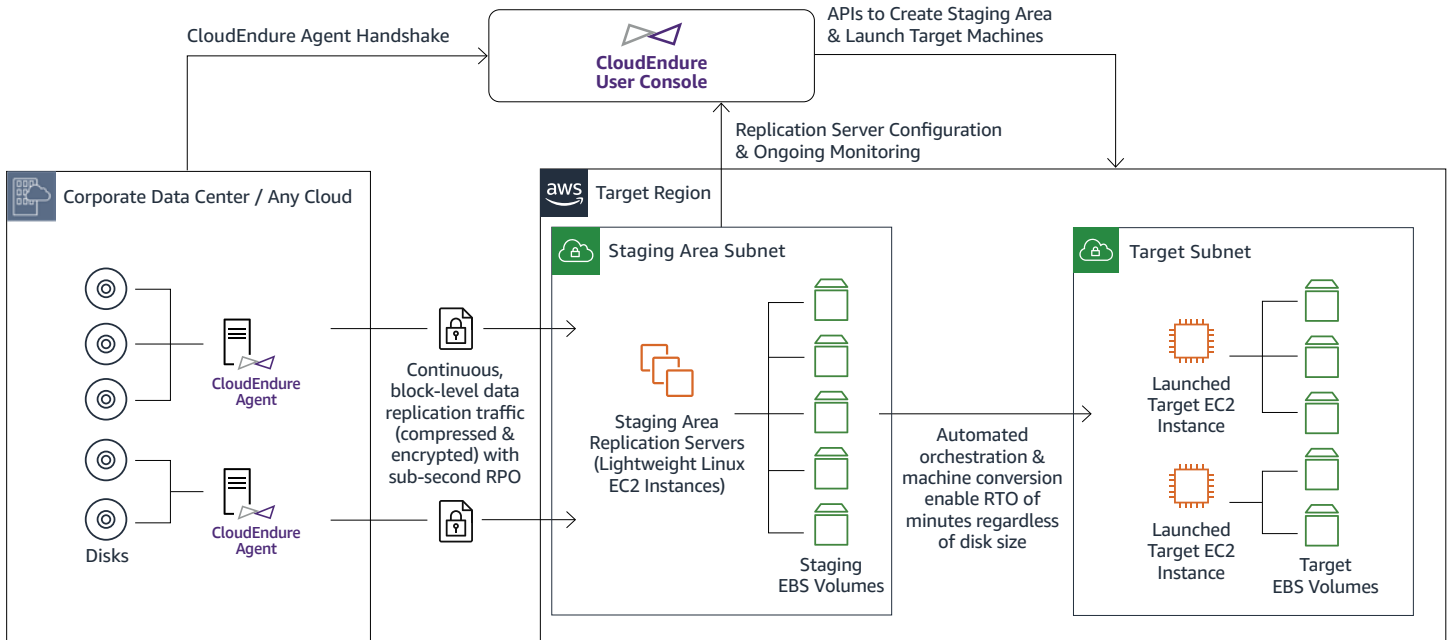 CloudEndure Agent Handshake
CloudEndure
User Console
APIs to Create Staging Area
& Launch Target Machines
Replication Server Configuration
& Ongoing Monitoring
Corporate Data Center / Any Cloud
CloudEndure
Agent
CloudEndure
Agent
Disks
Continuous,
block-level data
replication traffic
(compressed &
encrypted) with
sub-second RPO
aws
Target Region
Staging Area Subnet
Staging Area
Replication Servers
(Lightweight Linux
EC2 Instances)
Staging
EBS Volumes
Automated
orchestration &
machine conversion
enable RTO of
minutes regardless
of disk size
Target Subnet
Launched
Target EC2
Instance
Launched
Target EC2
Instance
Target
EBS Volumes